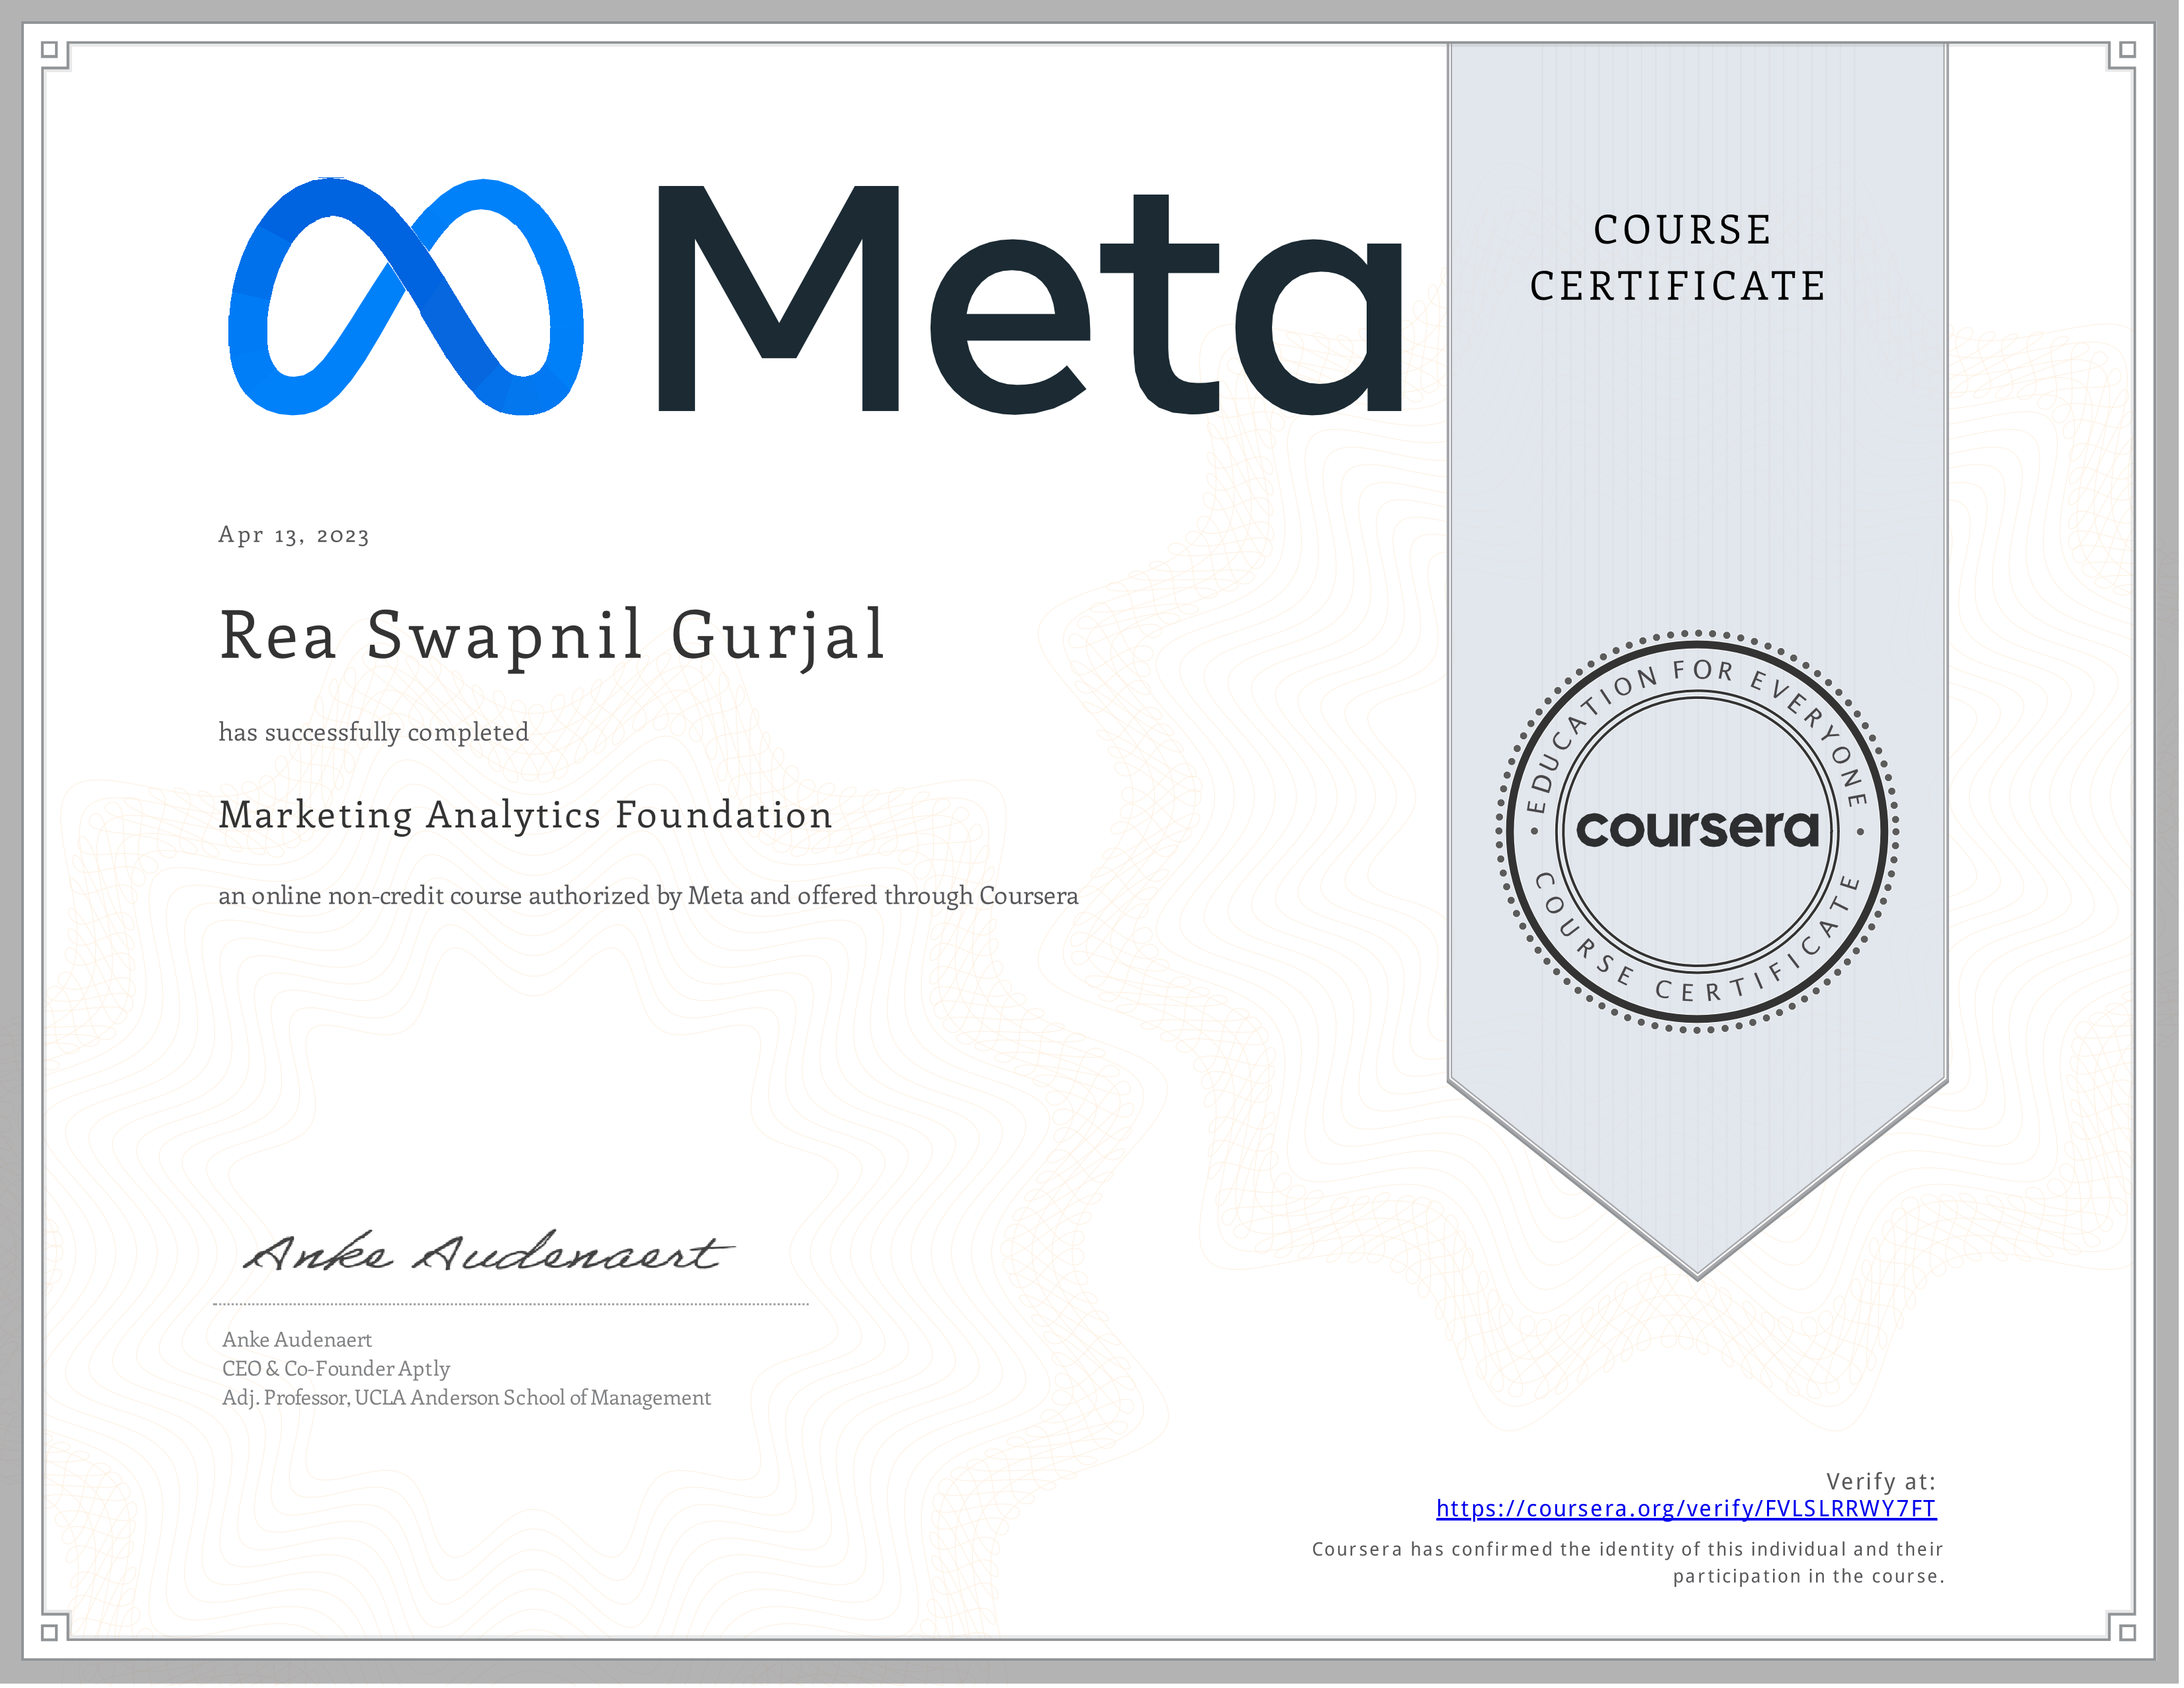 Meta
COURSE
CERTIFICATE
Apr 13, 2023
Rea Swapnil Gurjal
has successfully completed
Marketing Analytics Foundation
an online non-credit course authorized by Meta and offered through Coursera
EDUCATION FOR EVERYONE
coursera
COURSE CERTIFICATE
Anke Audenaert
Anke Audenaert
CEO & Co-Founder Aptly
Adj. Professor, UCLA Anderson School of Management
Verify at:
https://coursera.org/verify/FVLSLRRWY7FT
Coursera has confirmed the identity of this individual and their
participation in the course.